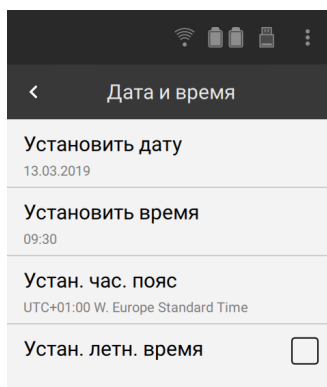 Дата и время
Установить дату
13.03.2019
Установить время
09:30
Устан. час. пояс
UTC+01:00 W. Europe Standard Time
Устан. летн. время